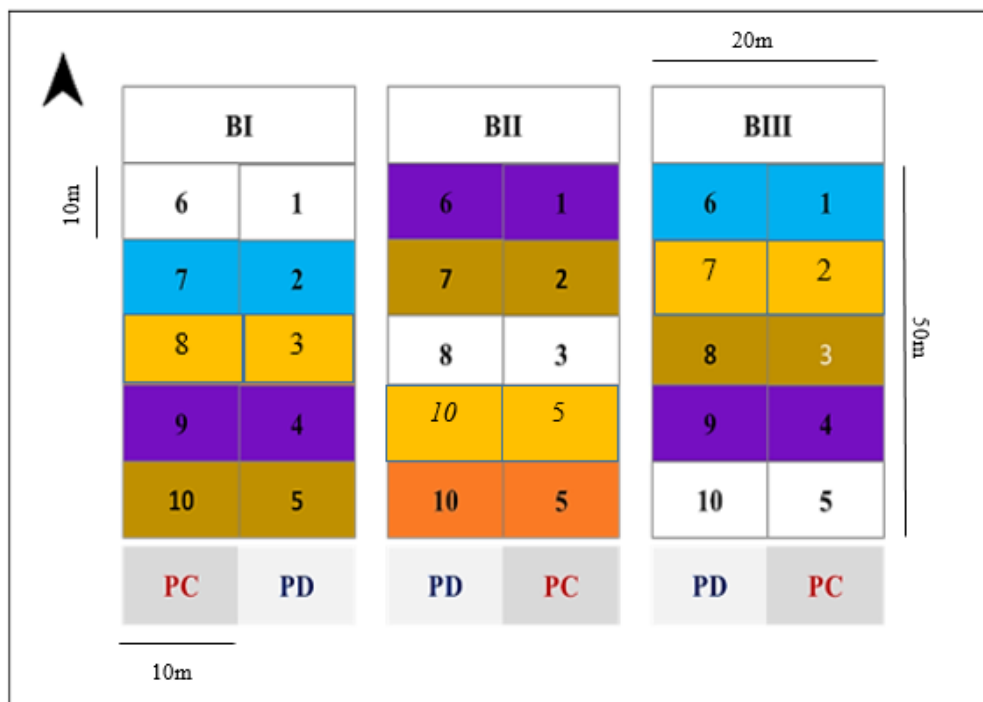 20m
BI BII BIII
10m
6 1 6 1 6 1
7 2 7 2 7 2
8 3 8 3 8 3
50m
9 4 10 5 9 4
10 5 10 5 10 5
PC PD PD PC PD PC
10m